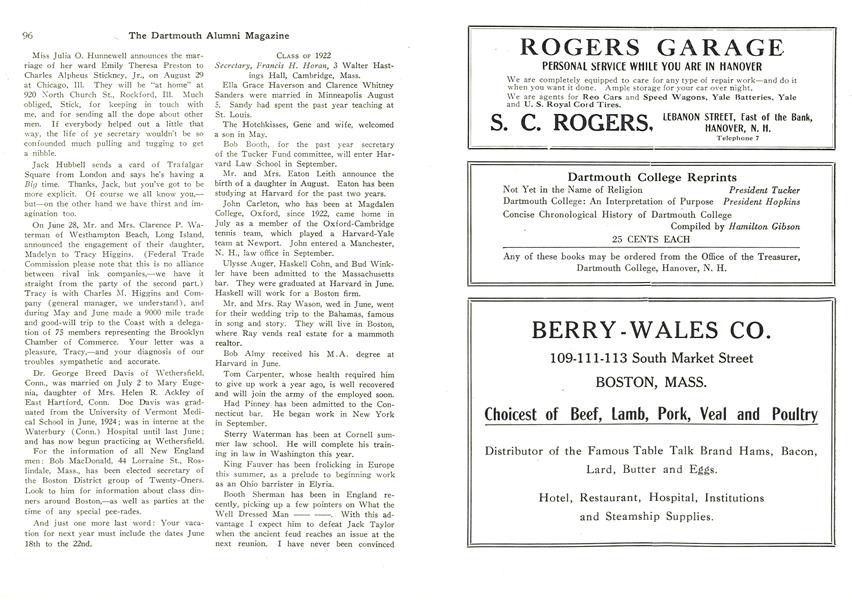 96
The Dartmouth Alumni Magazine
Miss Julia O. Hunnewell announces the mar-
riage of her ward Emily Theresa Preston to
Charles Alpheus Stickney, Jr., on August 29
at Chicago, Ill. They will be "at home" at
920 North Church St., Rockford, Ill. Much
obliged, Stick, for keeping in touch with
me, and for sending all the dope about other
men. If everybody helped out a little that
way, the life of ye secretary wouldn't be so
confounded much pulling and tugging to get
a nibble.
Jack Hubbell sends a card of Trafalgar
Square from London and says he's having a
Big time. Thanks, Jack, but you've got to be
more explicit. Of course we all know you,—
but—on the other hand we have thirst and im-
agination too.
On June 28, Mr. and Mrs. Clarence P. Wa-
terman of Westhampton Beach, Long Island,
announced the engagement of their daughter,
Madelyn to Tracy Higgins. (Federal Trade
Commission please note that this is no alliance
between rival ink companies,—we have it
straight from the party of the second part.)
Tracy is with Charles M. Higgins and Com-
pany (general manager, we understand), and
during May and June made a 9000 mile trade
and good-will trip to the Coast with a delega-
tion of 75 members representing the Brooklyn
Chamber of Commerce. Your letter was a
pleasure, Tracy,—and your diagnosis of our
troubles sympathetic and accurate.
Dr. George Breed Davis of Wethersfield,
Conn., was married on July 2 to Mary Euge-
nia, daughter of Mrs. Helen R. Ackley of
East Hartford, Conn. Doc Davis was grad-
uated from the University of Vermont Medi-
cal School in June, 1924; was in interne at the
Waterbury (Conn.) Hospital until last June;
and has now begun practicing at Wethersfield.
For the information of all New England
men: Bob MacDonald, 44 Lorraine St., Ros-
lindale, Mass., has been elected secretary of
the Boston District group of Twenty-Oners.
Look to him for information about class din-
ners around Boston,—as well as parties at the
time of any special pee-rades.
And just one more last word: Your vaca-
tion for next year must include the dates June
18th to the 22nd.
CLASS OF 1922
Secretary, Francis H. Horan, 3 Walter Hast-
ings Hall, Cambridge, Mass.
Ella Grace Haverson and Clarence Whitney
Sanders were married in Minneapolis August
5. Sandy had spent the past year teaching at
St. Louis.
The Hotchkisses, Gene and wife, welcomed
a son in May.
Bob Booth, for the past year secretary
of the Tucker Fund committee, will enter Har-
vard Law School in September.
Mr. and Mrs. Eaton Leith announce the
birth of a daughter in August. Eaton has been
studying at Harvard for the past two years.
John Carleton, who has been at Magdalen
College, Oxford, since 1922, came home in
July as a member of the Oxford-Cambridge
tennis team, which played a Harvard-Yale
team at Newport. John entered a Manchester,
N. H., law office in September.
Ulysse Auger, Haskell Cohn, and Bud Wink-
ler have been admitted to the Massachusetts
bar. They were graduated at Harvard in June.
Haskell will work for a Boston firm.
Mr. and Mrs. Ray Wason, wed in June, went
for their wedding trip to the Bahamas, famous
in song and story. They will live in Boston,
where Ray vends real estate for a mammoth
realtor.
Bob Almy received his M.A. degree at
Harvard in June.
Tom Carpenter, whose health required him
to give up work a year ago, is well recovered
and will join the army of the employed soon.
Had Pinney has been admitted to the Con-
necticut bar. He began work in New York
in September.
Sterry Waterman has been at Cornell sum-
mer law school. He will complete his train-
ing in law in Washington this year.
King Fauver has been frolicking in Europe
this summer, as a prelude to beginning work
as an Ohio barrister in Elyria.
Booth Sherman has been in England re-
cently, picking up a few pointers on What the
Well Dressed Man —— ——. With this ad-
vantage I expect him to defeat Jack Taylor
when the ancient feud reaches an issue at the
next reunion. I have never been convinced
ROGERS GARAGE
PERSONAL SERVICE WHILE YOU ARE IN HANOVER
We are completely equipped to care for any type of repair work—and do it
when you want it done. Ample storage for your car over night.
We are agents for Reo Cars and Speed Wagons, Yale Batteries, Yale
and U. S. Royal Cord Tires.
S. C. ROGERS, LEBANON STREET, East of the Bank,
HANOVER, N. H.
Telephone 7
Dartmouth College Reprints
Not Yet in the Name of Religion President Tucker
Dartmouth College: An Interpretation of Purpose President Hopkins
Concise Chronological History of Dartmouth College
Compiled by Hamilton Gibson
25 CENTS EACH
Any of these books may be ordered from the Office of the Treasurer,
Dartmouth College, Hanover, N. H.
BERRY-WALES CO.
109-111-113 South Market Street
BOSTON, MASS.
Choicest of Beef, Lamb, Pork, Veal and Poultry
Distributor of the Famous Table Talk Brand Hams, Bacon,
Lard, Butter and Eggs.
Hotel, Restaurant, Hospital, Institutions
and Steamship Supplies.